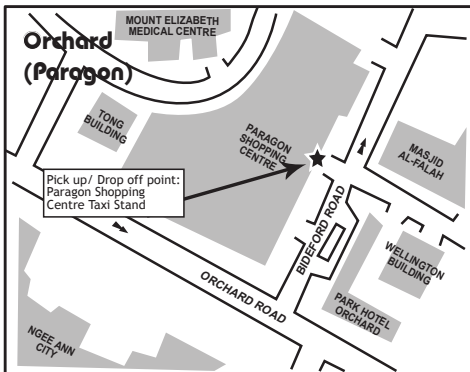 Orchard
(Paragon)
MOUNT ELIZABETH
MEDICAL CENTRE
TONG
BUILDING
PARAGON
SHOPPING
CENTRE
MASJID
AL-FALAH
Pick up/ Drop off point:
Paragon Shopping
Centre Taxi Stand
BIDEFORD ROAD
WELLINGTON
BUILDING
ORCHARD ROAD
PARK HOTEL
ORCHARD
NGEE ANN
CITY